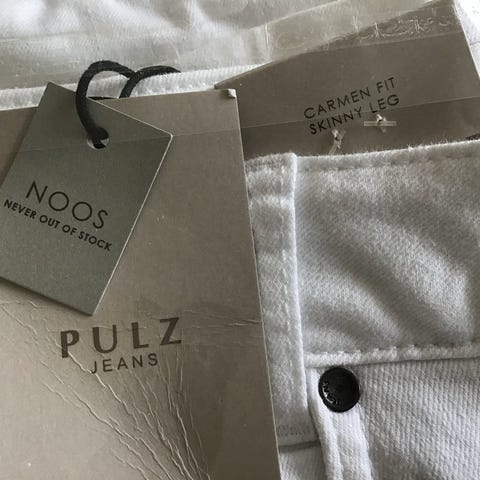 CARMEN FIT
SKINNY LEG
NOOS
NEVER OUT OF STOCK
PULZ
JEANS